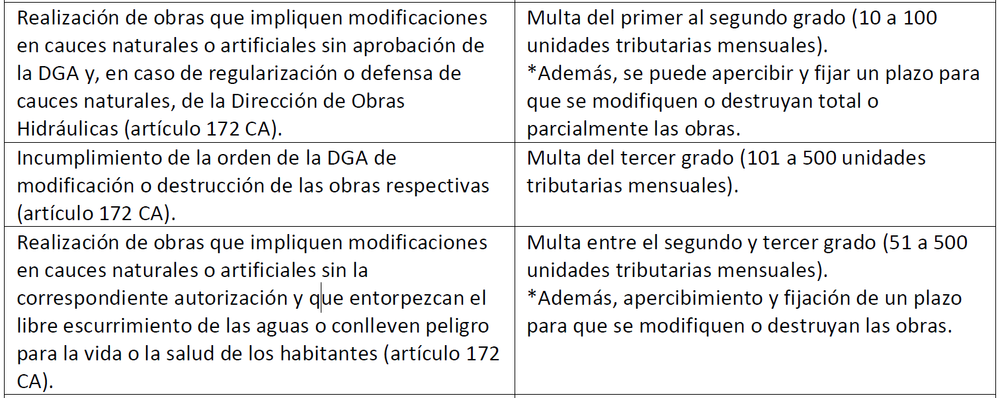 Realización de obras que impliquen modificaciones
en cauces naturales o artificiales sin aprobación de
la DGA y, en caso de regularización o defensa de
cauces naturales, de la Dirección de Obras
Hidráulicas (artículo 172 CA).
Multa del primer al segundo grado (10 a 100
unidades tributarias mensuales).
*Además, se puede apercibir y fijar un plazo para
que se modifiquen o destruyan total o
parcialmente las obras.
Incumplimiento de la orden de la DGA de
modificación o destrucción de las obras respectivas
(artículo 172 CA).
Multa del tercer grado (101 a 500 unidades
tributarias mensuales).
Realización de obras que impliquen modificaciones
en cauces naturales o artificiales sin la
correspondiente autorización y que entorpezcan el
libre escurrimiento de las aguas o conlleven peligro
para la vida o la salud de los habitantes (artículo 172
CA).
Multa entre el segundo y tercer grado (51 a 500
unidades tributarias mensuales).
*Además, apercibimiento y fijación de un plazo
para que se modifiquen o destruyan las obras.